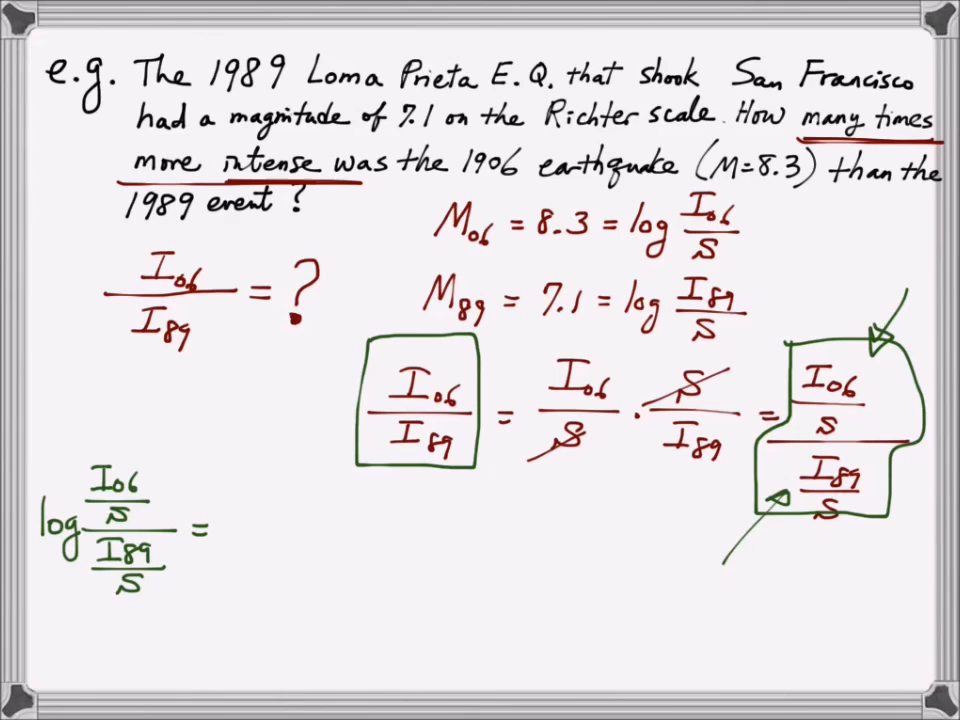 e.g. The 1989 Loma Prieta E.Q. that shook San Francisco
had a magnitude of 7.1 on the Richter scale. How many times
more intense was the 1906 earthquake (M=8.3) than the
1989 event?
M06 = 8.3 = log I06/S
I06/I89 = ?
M89 = 7.1 = log I89/S
I06/I89 = I06/S · S/I89 = (I06/S)/(I89/S)
log (I06/S)/(I89/S) =